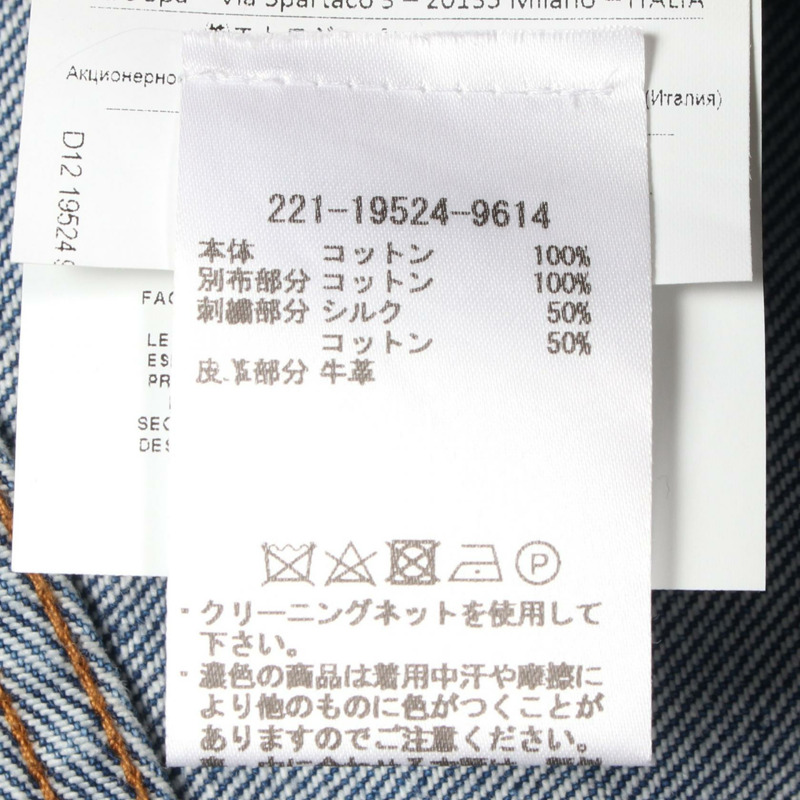 Via Spartaco 3 – 20135 Milano – ITALIA
Акционерно
(Италия)
D12 19524 9
FAC
LE
ES
PR
SEC
DES
221-19524-9614
本体 コットン 100%
別布部分 コットン 100%
刺繍部分 シルク 50%
コットン 50%
皮革部分 牛革
P
・クリーニングネットを使用して
下さい。
・濃色の商品は着用中汗や摩擦に
より他のものに色がつくことが
ありますのでご注意ください。